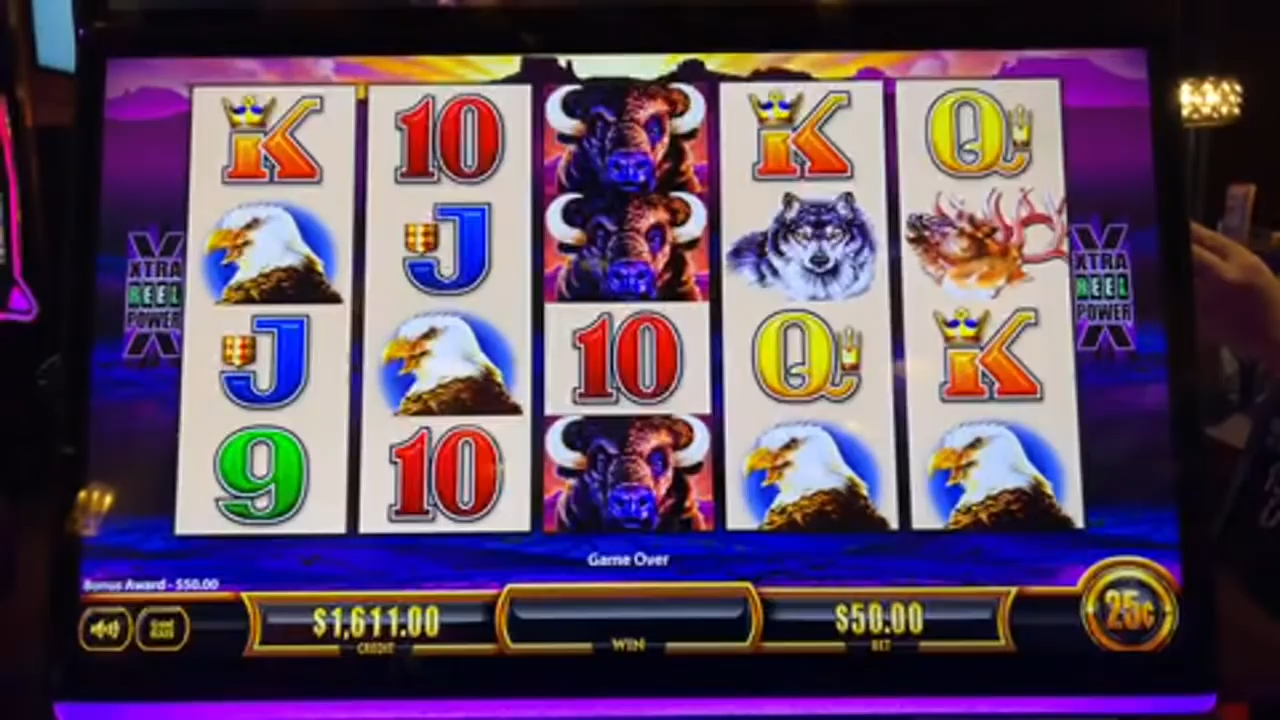 K 10 K Q
XTRA REEL POWER
J
XTRA REEL POWER
J 10 Q K
9 10
Game Over
Bonus Award - $50.00
$1,611.00 $50.00 25¢
CREDIT WIN BET